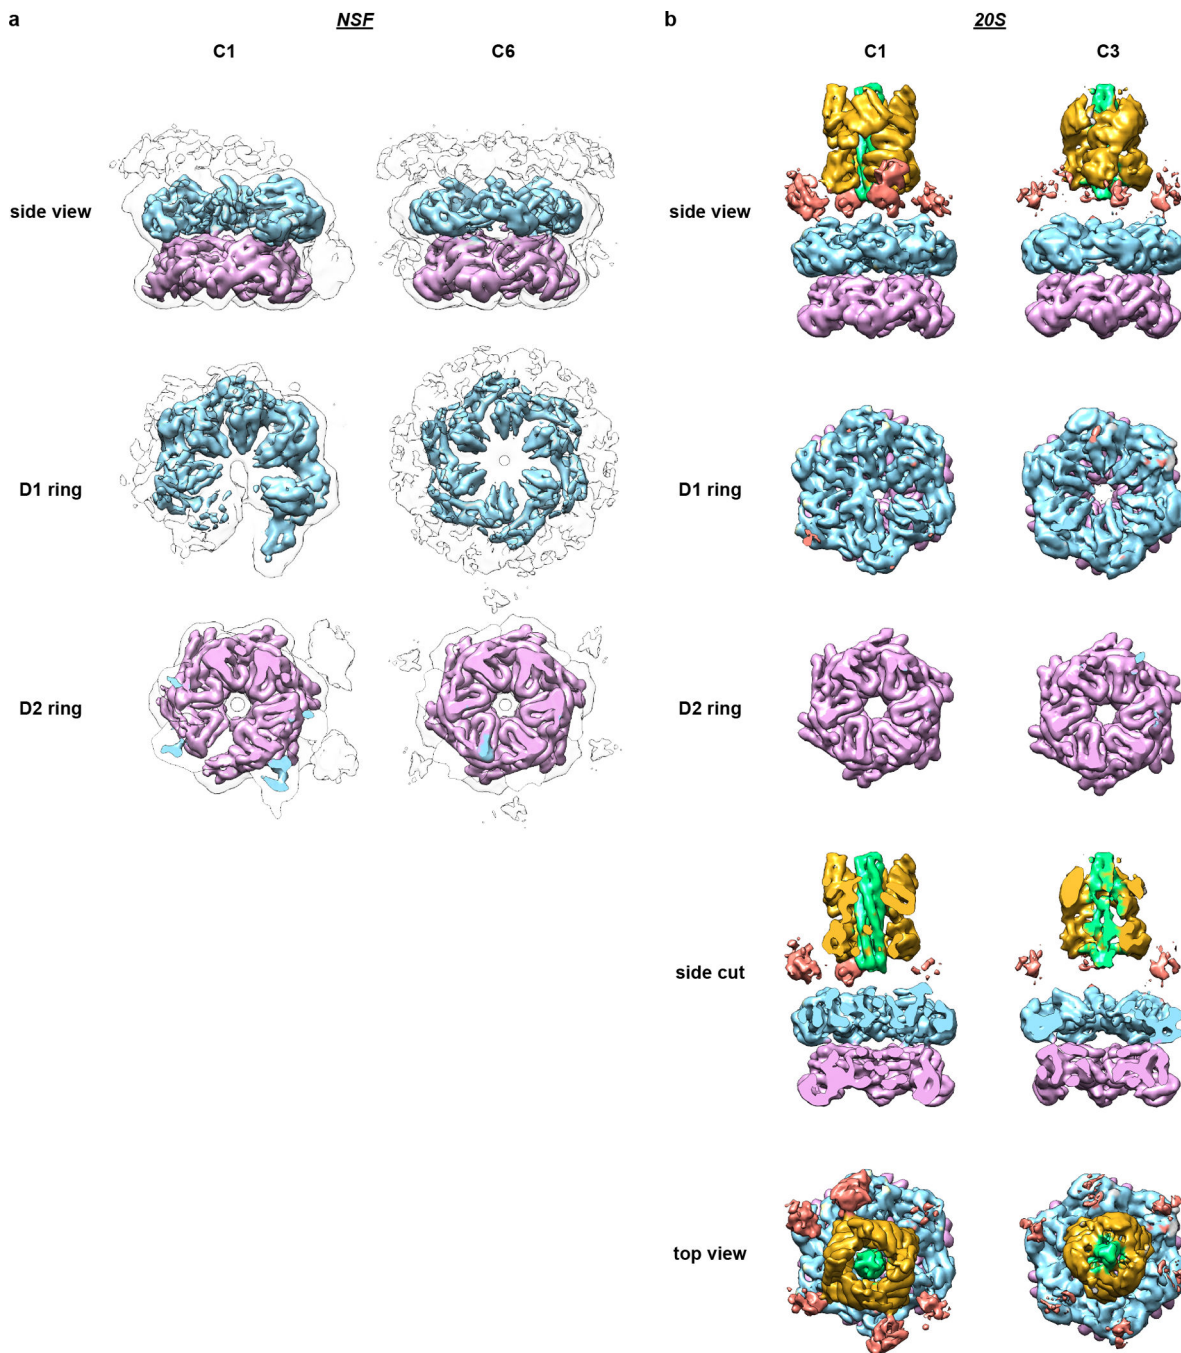 a NSF b 20S
C1 C6 C1 C3
side view side view
D1 ring D1 ring
D2 ring D2 ring
side cut
top view